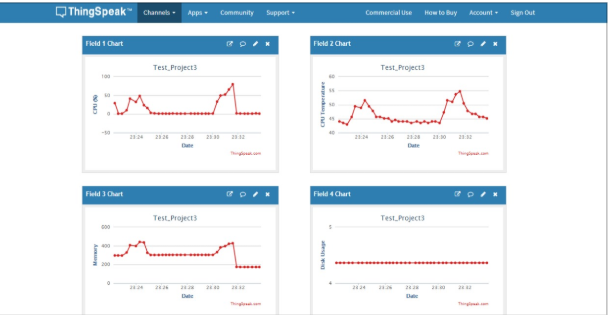 ThingSpeak™ Channels Apps Community Support Commercial Use How to Buy Account Sign Out
Field 1 Chart
Test_Project3
CPU (%)
100
50
0
-50
23:24 23:26 23:28 23:30 23:32
Date
ThingSpeak.com
Field 2 Chart
Test_Project3
CPU Temperature
60
55
50
45
40
23:24 23:26 23:28 23:30 23:32
Date
ThingSpeak.com
Field 3 Chart
Test_Project3
Memory
600
400
200
0
23:24 23:26 23:28 23:30 23:32
Date
ThingSpeak.com
Field 4 Chart
Test_Project3
Disk Usage
5
4
23:24 23:26 23:28 23:30 23:32
Date
ThingSpeak.com